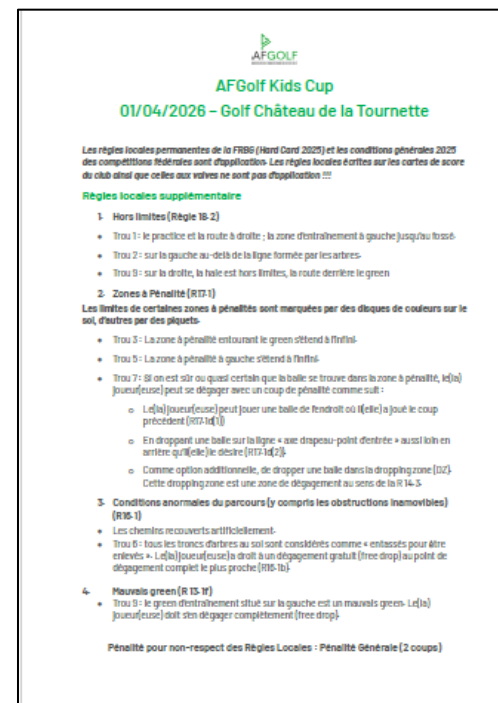 AFGOLF
AFGolf Kids Cup
01/04/2026 – Golf Château de la Tournette
Les règles locales permanentes de la FRBG (Hard Card 2025) et les conditions générales 2025
des compétitions fédérales sont d'application. Les règles locales écrites sur les cartes de score
du club ainsi que celles aux valves ne sont pas d'application !!!
Règles locales supplémentaire
1. Hors limites (Règle 18-2)
• Trou 1 : le practice et la route à droite ; la zone d'entraînement à gauche jusqu'au fossé.
• Trou 2 : sur la gauche au-delà de la ligne formée par les arbres.
• Trou 9 : sur la droite, la haie est hors limites, la route derrière le green
2. Zones à Pénalité (R17.1)
Les limites de certaines zones à pénalités sont marquées par des disques de couleurs sur le
sol, d'autres par des piquets.
• Trou 3 : La zone à pénalité entourant le green s'étend à l'infini.
• Trou 5 : La zone à pénalité à gauche s'étend à l'infini.
• Trou 7 : Si on est sûr ou quasi certain que la balle se trouve dans la zone à pénalité, le(la)
joueur(euse) peut se dégager avec un coup de pénalité comme suit :
o Le(la) joueur(euse) peut jouer une balle de l'endroit où il(elle) a joué le coup
précédent (R17-1d(1))
o En droppant une balle sur la ligne « axe drapeau-point d'entrée » aussi loin en
arrière qu'il(elle) le désire (R17-1d(2)).
o Comme option additionnelle, de dropper une balle dans la dropping zone (DZ).
Cette dropping zone est une zone de dégagement au sens de la R 14-3.
3. Conditions anormales du parcours (y compris les obstructions inamovibles)
(R16-1)
• Les chemins recouverts artificiellement.
• Trou 6 : tous les troncs d'arbres au sol sont considérés comme « entassés pour être
enlevés ». Le(la) joueur(euse) a droit à un dégagement gratuit (free drop) au point de
dégagement complet le plus proche (R16-1b).
4. Mauvais green (R 13-1f)
• Trou 9 : le green d'entraînement situé sur la gauche est un mauvais green. Le(la)
joueur(euse) doit s'en dégager complètement (free drop).
Pénalité pour non-respect des Règles Locales : Pénalité Générale (2 coups)